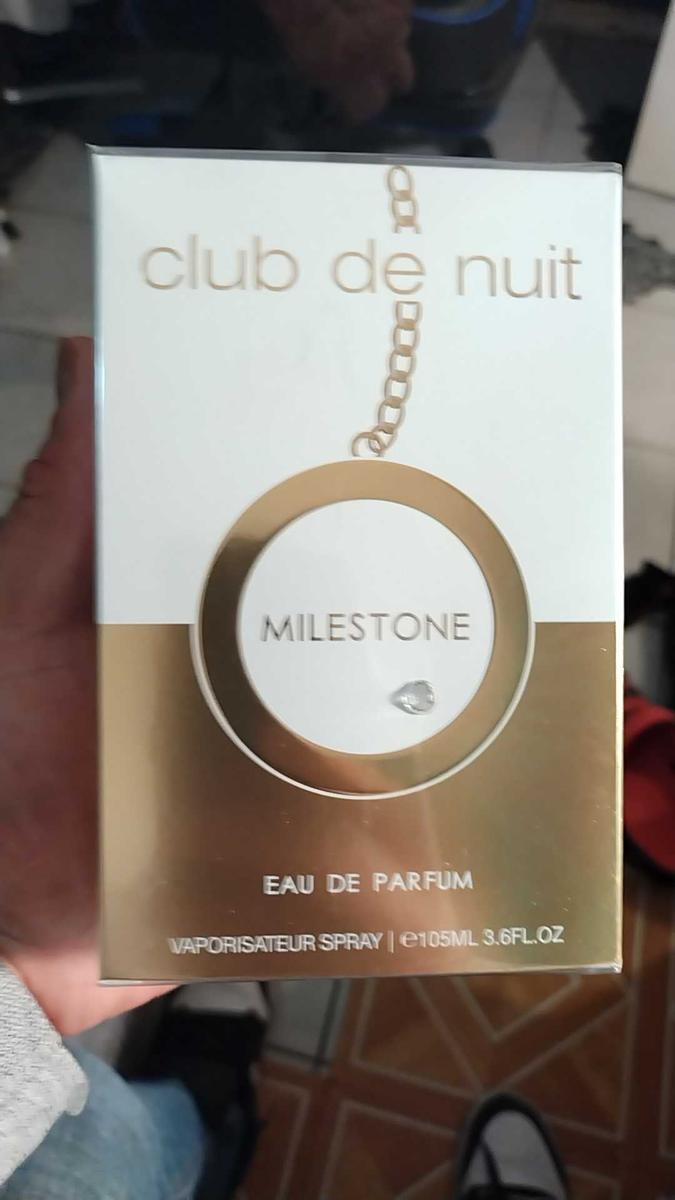 club de nuit
MILESTONE
EAU DE PARFUM
VAPORISATEUR SPRAY | ℮105ML 3.6FL.OZ